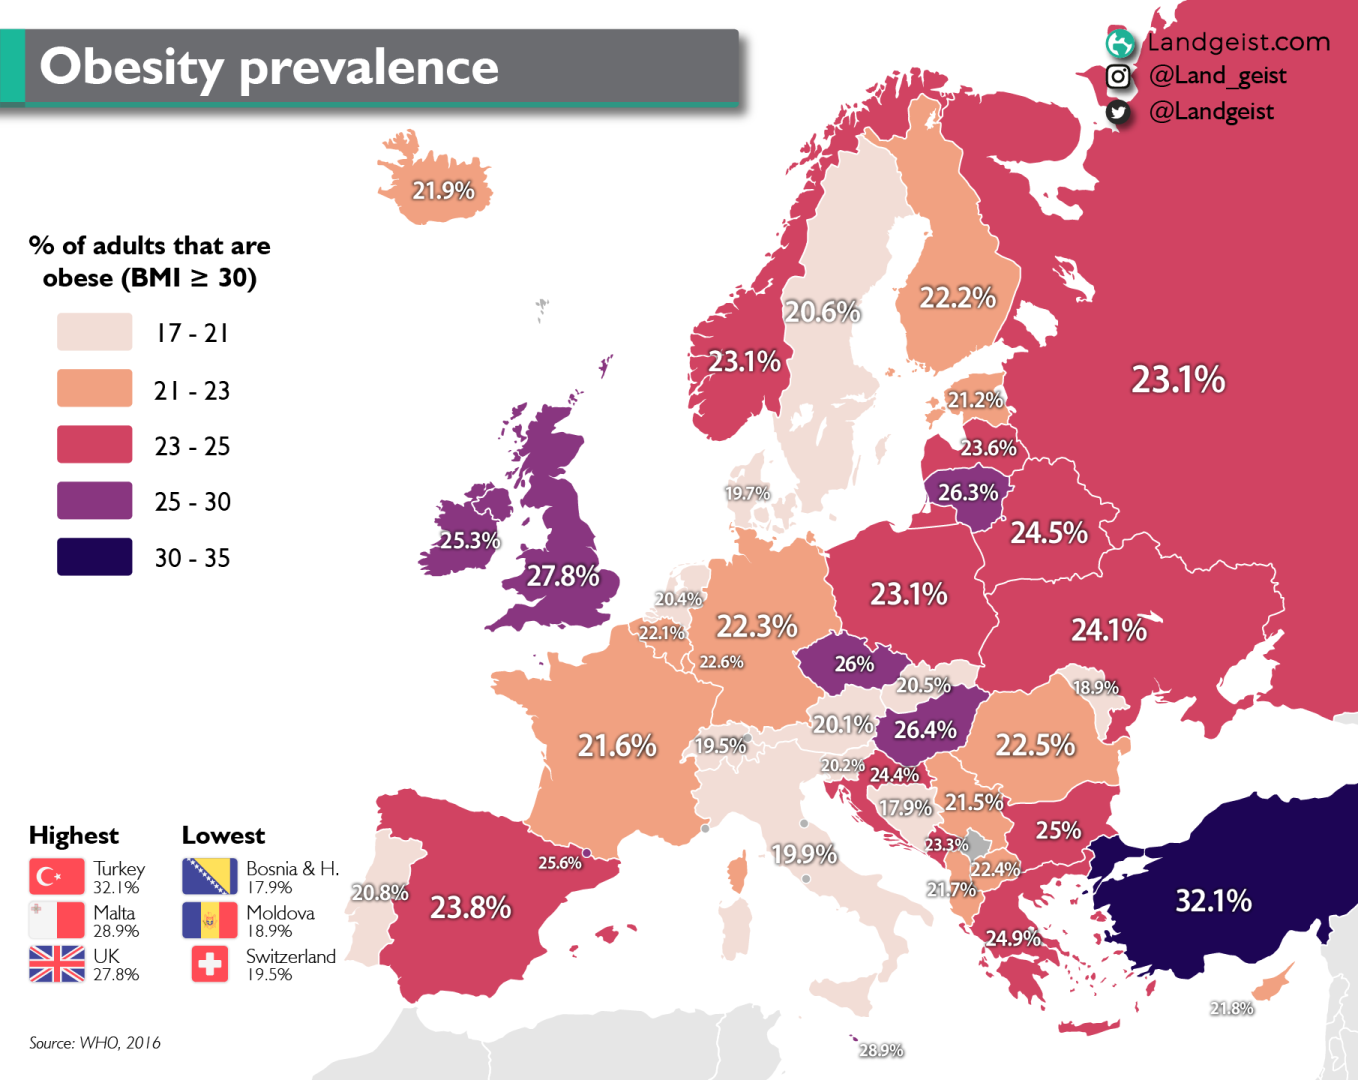 Obesity prevalence
Landgeist.com
@Land_geist
@Landgeist
% of adults that are
obese (BMI ≥ 30)
17 - 21
21 - 23
23 - 25
25 - 30
30 - 35
21.9%
22.2%
20.6%
23.1%
23.1%
21.2%
23.6%
26.3%
19.7%
24.5%
25.3%
27.8%
20.4%
23.1%
22.1%
22.3%
24.1%
22.6%
26%
20.5%
18.9%
20.1%
26.4%
21.6%
19.5%
22.5%
20.2%
24.4%
17.9%
21.5%
25%
23.3%
19.9%
25.6%
22.4%
21.7%
20.8%
23.8%
32.1%
24.9%
21.8%
28.9%
Highest
Turkey
32.1%
Malta
28.9%
UK
27.8%
Lowest
Bosnia & H.
17.9%
Moldova
18.9%
Switzerland
19.5%
Source: WHO, 2016